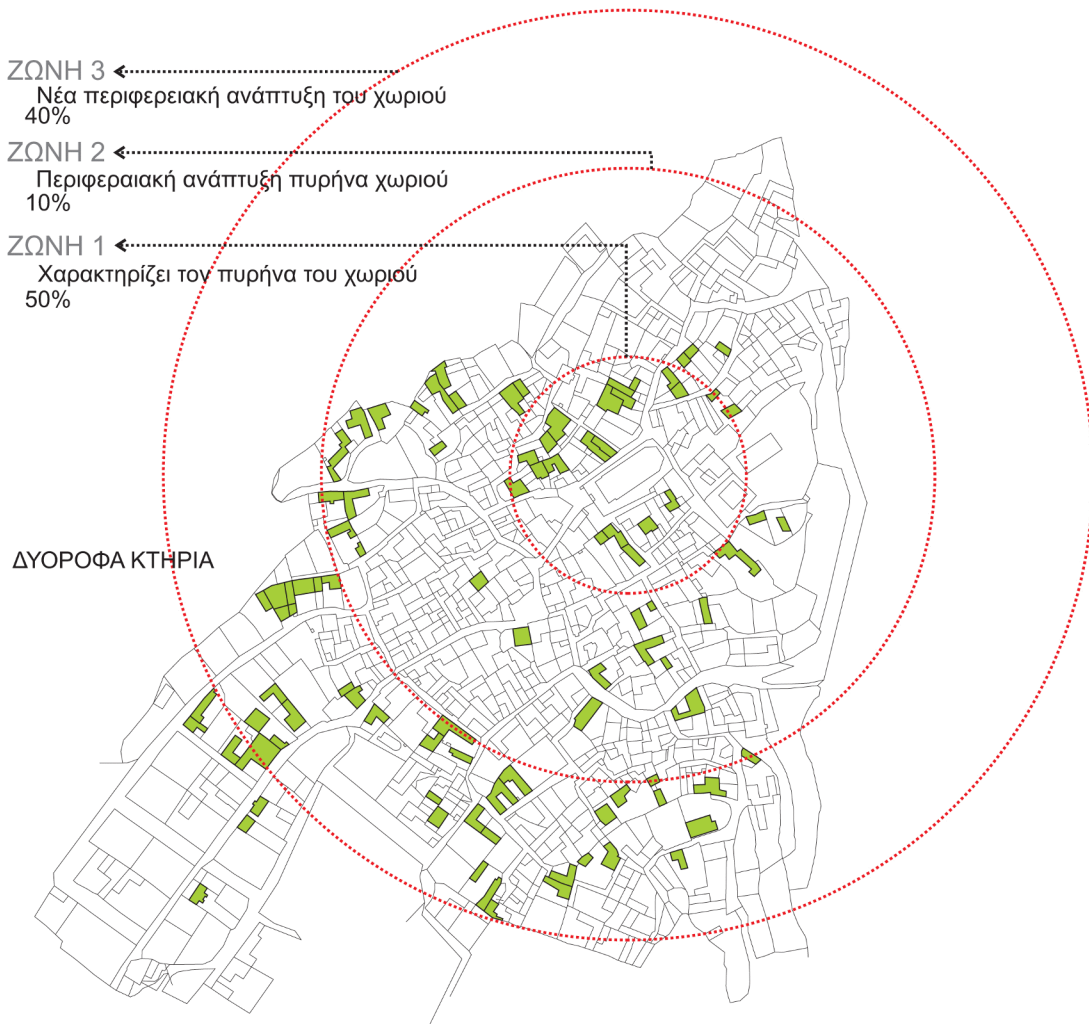 ΖΩΝΗ 3
Νέα περιφερειακή ανάπτυξη του χωριού
40%
ΖΩΝΗ 2
Περιφεραιακή ανάπτυξη πυρήνα χωριού
10%
ΖΩΝΗ 1
Χαρακτηρίζει τον πυρήνα του χωριού
50%
ΔΥΟΡΟΦΑ ΚΤΗΡΙΑ